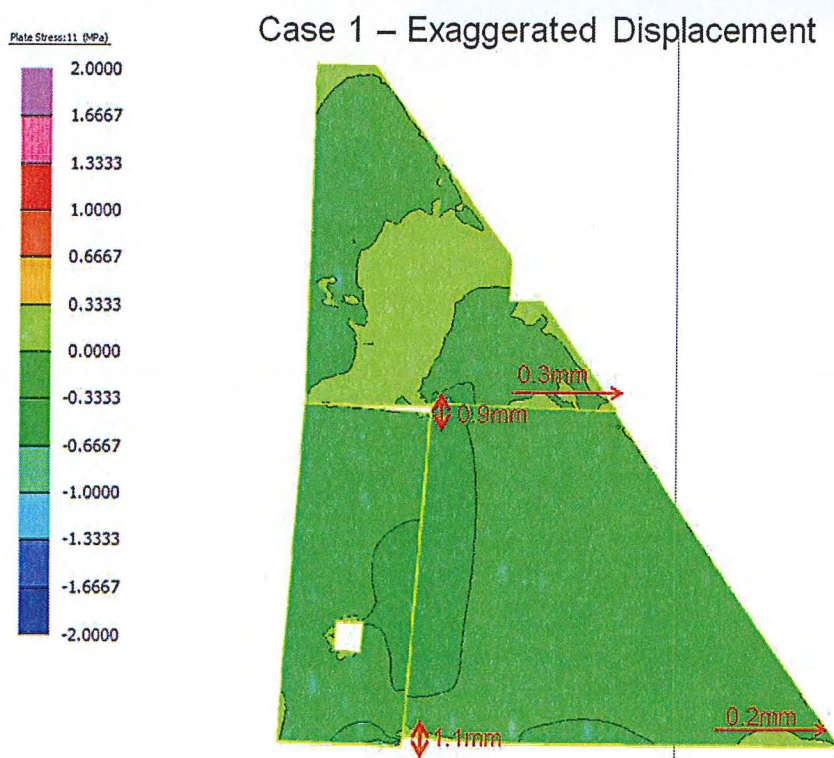 Case 1 – Exaggerated Displacement
Plate Stress:11 (MPa)
2.0000
1.6667
1.3333
1.0000
0.6667
0.3333
0.0000
-0.3333
-0.6667
-1.0000
-1.3333
-1.6667
-2.0000
0.3mm
0.9mm
0.2mm
1.1mm